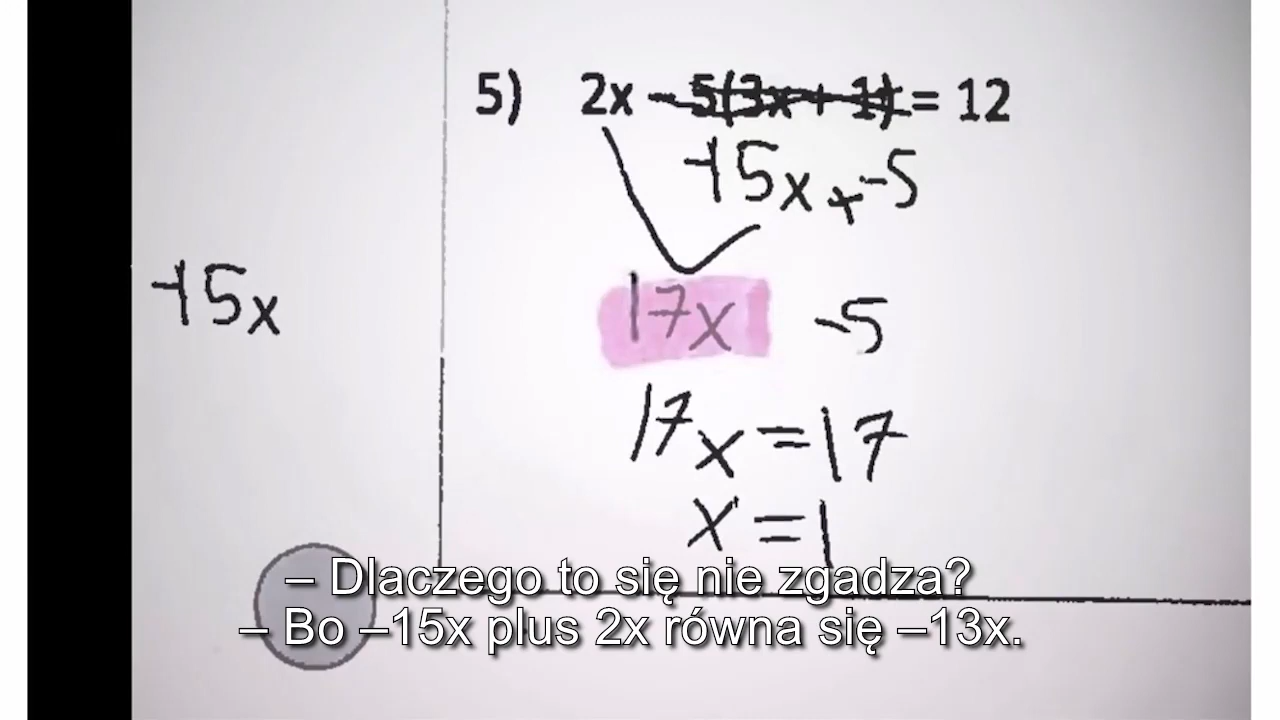 5) 2x - 5(3x + 1) = 12
-15x + -5
-15x
17x -5
17x = 17
x = 1
– Dlaczego to się nie zgadza?
– Bo –15x plus 2x równa się –13x.